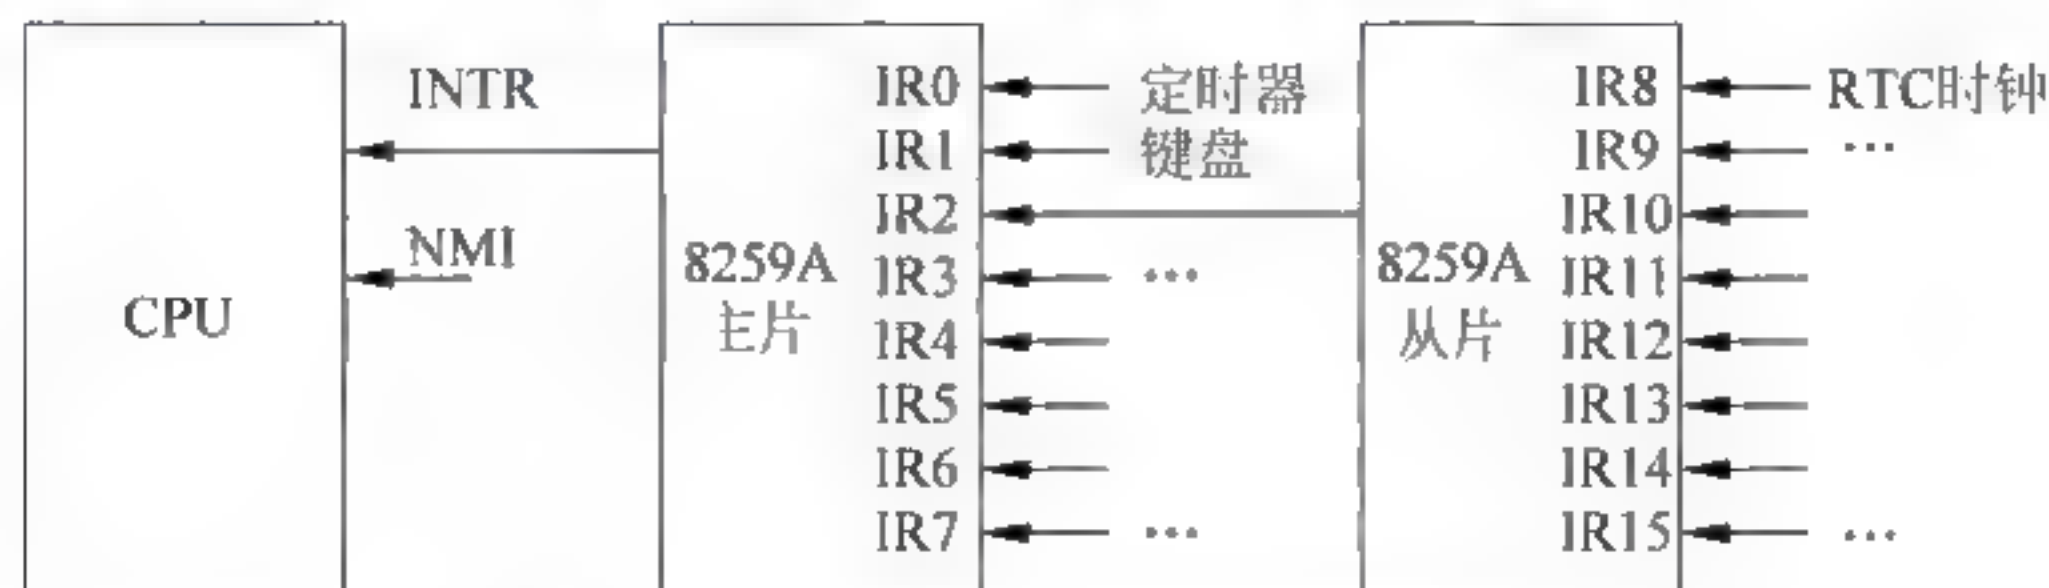 INTR
NMI
CPU
8259A
主片
IR0
IR1
IR2
IR3
IR4
IR5
IR6
IR7
定时器
键盘
...
...
8259A
从片
IR8
IR9
IR10
IR11
IR12
IR13
IR14
IR15
RTC时钟
...
...